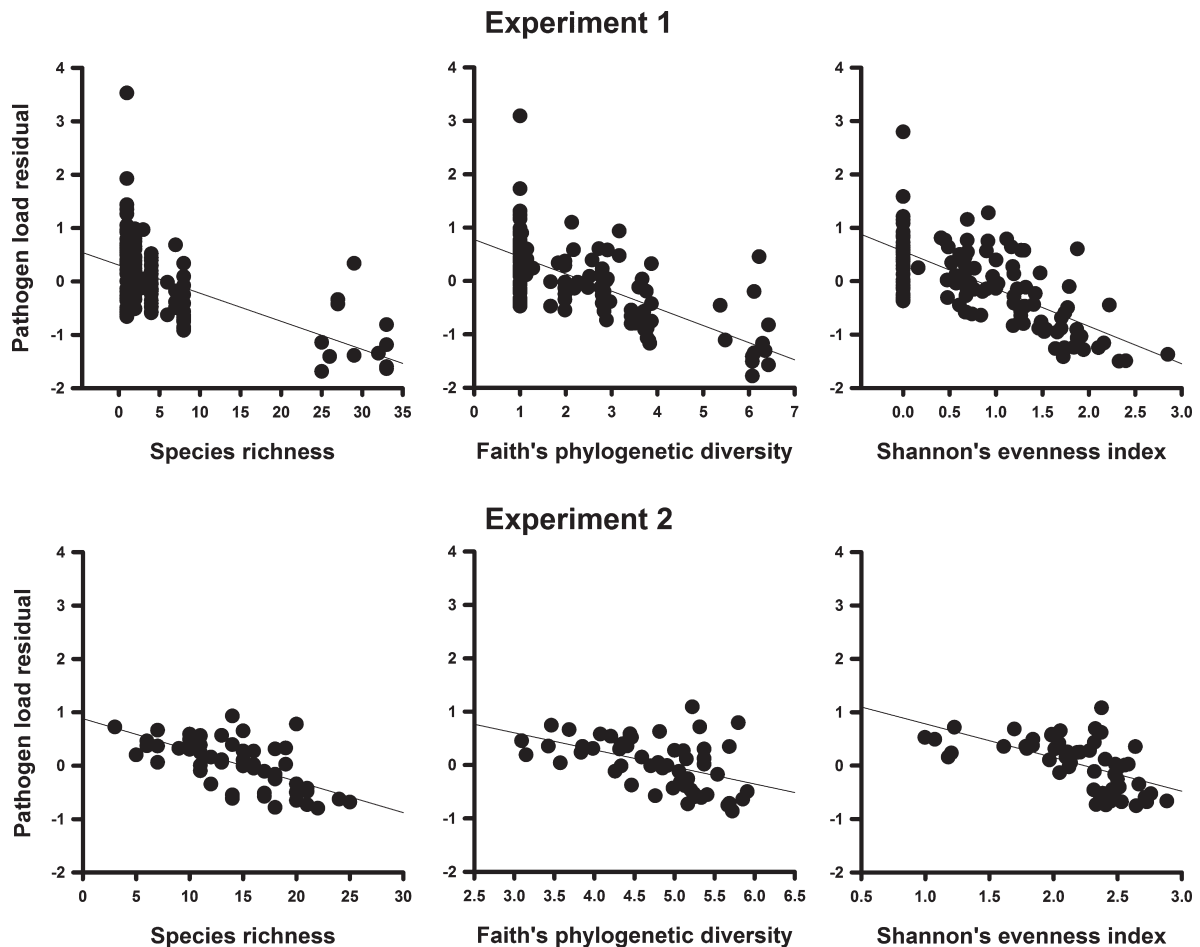 Experiment 1
Pathogen load residual
4
3
2
1
0
-1
-2
0 5 10 15 20 25 30 35
Species richness
4
3
2
1
0
-1
-2
0 1 2 3 4 5 6 7
Faith's phylogenetic diversity
4
3
2
1
0
-1
-2
0.0 0.5 1.0 1.5 2.0 2.5 3.0
Shannon's evenness index
Experiment 2
Pathogen load residual
4
3
2
1
0
-1
-2
0 5 10 15 20 25 30
Species richness
4
3
2
1
0
-1
-2
2.5 3.0 3.5 4.0 4.5 5.0 5.5 6.0 6.5
Faith's phylogenetic diversity
4
3
2
1
0
-1
-2
0.5 1.0 1.5 2.0 2.5 3.0
Shannon's evenness index